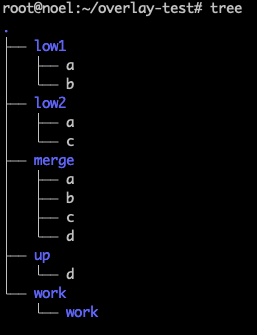 root@noel:~/overlay-test# tree
.
├── low1
│   ├── a
│   └── b
├── low2
│   ├── a
│   └── c
├── merge
│   ├── a
│   ├── b
│   ├── c
│   └── d
├── up
│   └── d
└── work
    └── work